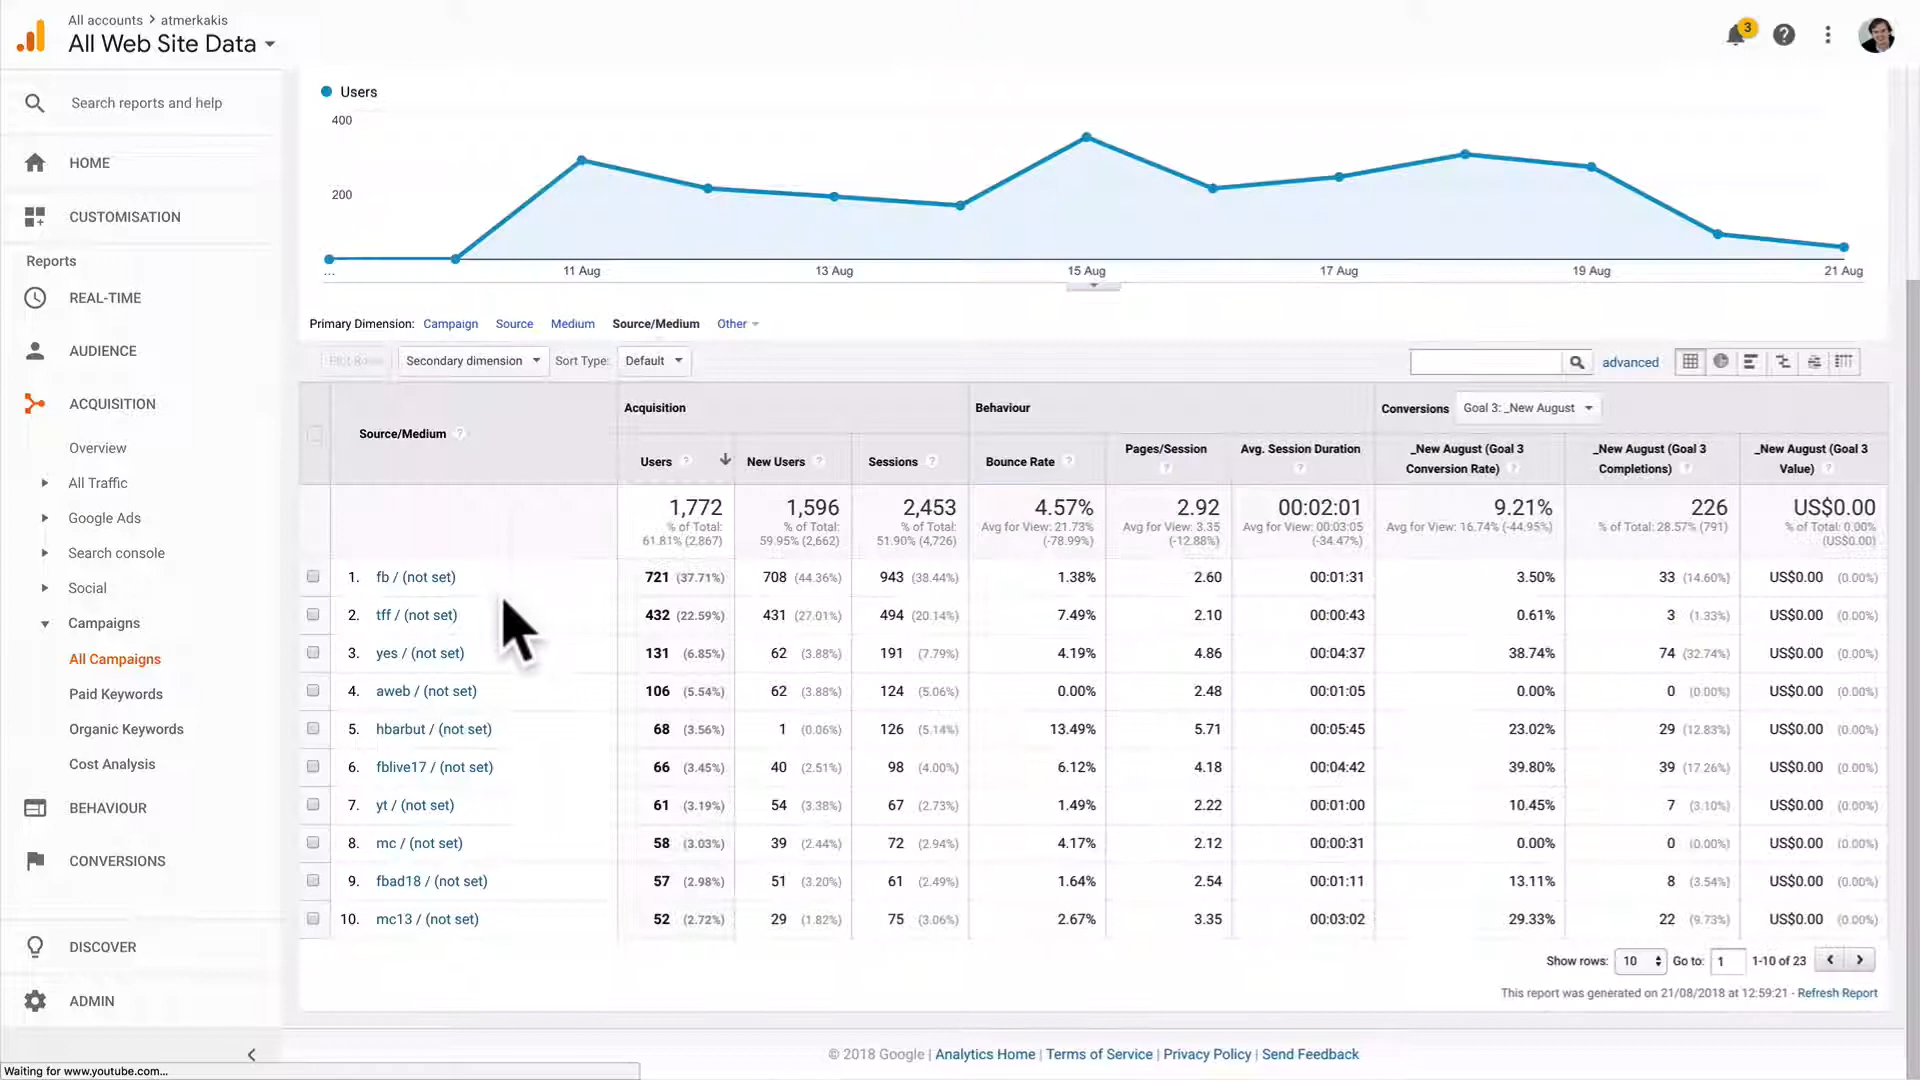 All accounts > atmerkakis
All Web Site Data
3
Search reports and help
HOME
CUSTOMISATION
Reports
REAL-TIME
AUDIENCE
ACQUISITION
Overview
All Traffic
Google Ads
Search console
Social
Campaigns
All Campaigns
Paid Keywords
Organic Keywords
Cost Analysis
BEHAVIOUR
CONVERSIONS
DISCOVER
ADMIN
Users
400
200
... 11 Aug 13 Aug 15 Aug 17 Aug 19 Aug 21 Aug
Primary Dimension: Campaign Source Medium Source/Medium Other
Plot Rows Secondary dimension Sort Type: Default advanced
Acquisition Behaviour Conversions Goal 3: _New August
Source/Medium ?
Users ? New Users ? Sessions ? Bounce Rate ? Pages/Session ? Avg. Session Duration ? _New August (Goal 3 Conversion Rate) ? _New August (Goal 3 Completions) ? _New August (Goal 3 Value) ?
1,772 1,596 2,453 4.57% 2.92 00:02:01 9.21% 226 US$0.00
% of Total: % of Total: % of Total: Avg for View: 21.73% Avg for View: 3.35 Avg for View: 00:03:05 Avg for View: 16.74% (-44.95%) % of Total: 28.57% (791) % of Total: 0.00%
61.81% (2,867) 59.95% (2,662) 51.90% (4,726) (-78.99%) (-12.88%) (-34.47%) (US$0.00)
1. fb / (not set) 721 (37.71%) 708 (44.36%) 943 (38.44%) 1.38% 2.60 00:01:31 3.50% 33 (14.60%) US$0.00 (0.00%)
2. tff / (not set) 432 (22.59%) 431 (27.01%) 494 (20.14%) 7.49% 2.10 00:00:43 0.61% 3 (1.33%) US$0.00 (0.00%)
3. yes / (not set) 131 (6.85%) 62 (3.88%) 191 (7.79%) 4.19% 4.86 00:04:37 38.74% 74 (32.74%) US$0.00 (0.00%)
4. aweb / (not set) 106 (5.54%) 62 (3.88%) 124 (5.06%) 0.00% 2.48 00:01:05 0.00% 0 (0.00%) US$0.00 (0.00%)
5. hbarbut / (not set) 68 (3.56%) 1 (0.06%) 126 (5.14%) 13.49% 5.71 00:05:45 23.02% 29 (12.83%) US$0.00 (0.00%)
6. fblive17 / (not set) 66 (3.45%) 40 (2.51%) 98 (4.00%) 6.12% 4.18 00:04:42 39.80% 39 (17.26%) US$0.00 (0.00%)
7. yt / (not set) 61 (3.19%) 54 (3.38%) 67 (2.73%) 1.49% 2.22 00:01:00 10.45% 7 (3.10%) US$0.00 (0.00%)
8. mc / (not set) 58 (3.03%) 39 (2.44%) 72 (2.94%) 4.17% 2.12 00:00:31 0.00% 0 (0.00%) US$0.00 (0.00%)
9. fbad18 / (not set) 57 (2.98%) 51 (3.20%) 61 (2.49%) 1.64% 2.54 00:01:11 13.11% 8 (3.54%) US$0.00 (0.00%)
10. mc13 / (not set) 52 (2.72%) 29 (1.82%) 75 (3.06%) 2.67% 3.35 00:03:02 29.33% 22 (9.73%) US$0.00 (0.00%)
Show rows: 10 Go to: 1 1-10 of 23
This report was generated on 21/08/2018 at 12:59:21 - Refresh Report
© 2018 Google | Analytics Home | Terms of Service | Privacy Policy | Send Feedback
Waiting for www.youtube.com...